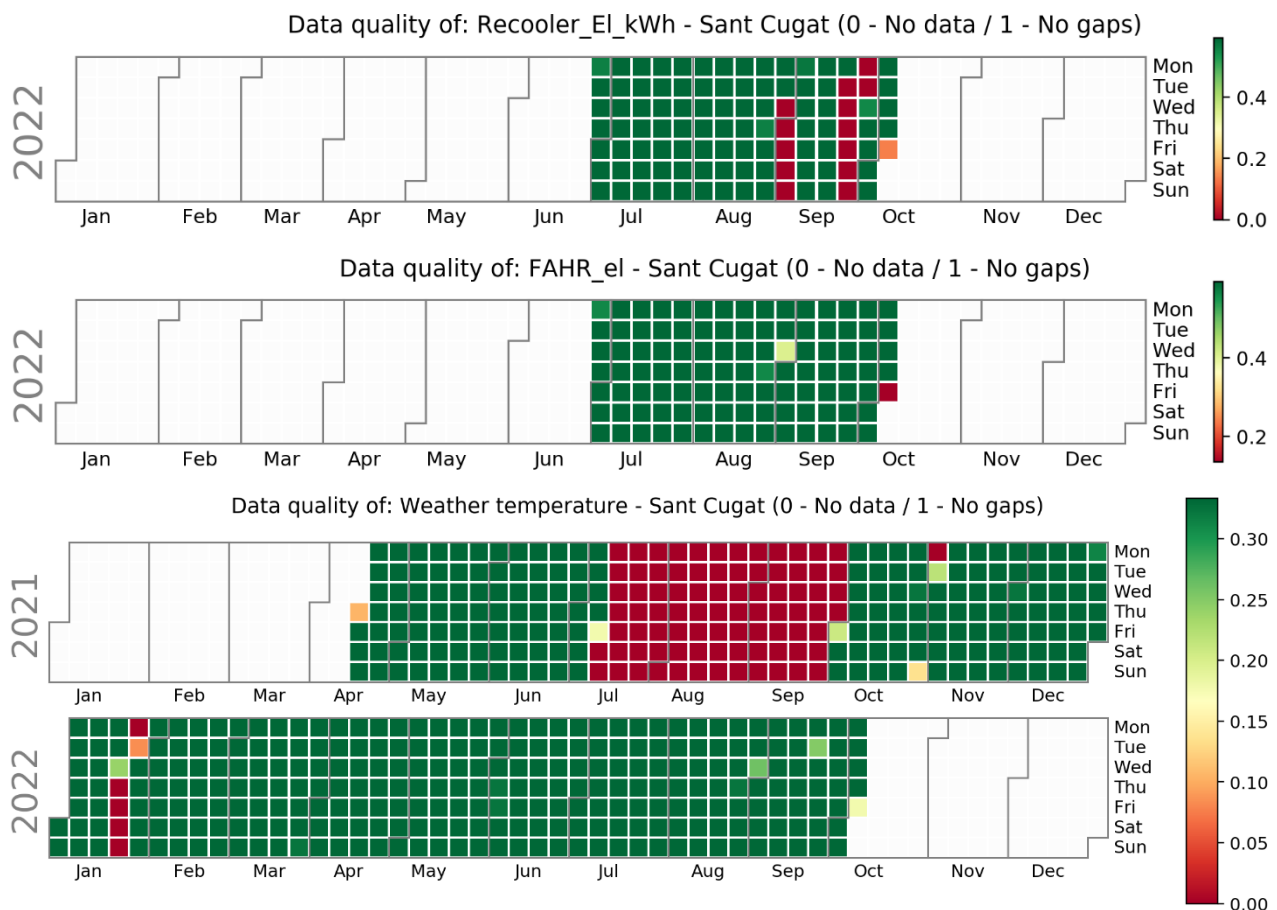 Data quality of: Recooler_El_kWh - Sant Cugat (0 - No data / 1 - No gaps)
2022
Mon
Tue
Wed
Thu
Fri
Sat
Sun
Jan Feb Mar Apr May Jun Jul Aug Sep Oct Nov Dec
0.4
0.2
0.0
Data quality of: FAHR_el - Sant Cugat (0 - No data / 1 - No gaps)
2022
Mon
Tue
Wed
Thu
Fri
Sat
Sun
Jan Feb Mar Apr May Jun Jul Aug Sep Oct Nov Dec
0.4
0.2
Data quality of: Weather temperature - Sant Cugat (0 - No data / 1 - No gaps)
2021
Mon
Tue
Wed
Thu
Fri
Sat
Sun
Jan Feb Mar Apr May Jun Jul Aug Sep Oct Nov Dec
2022
Mon
Tue
Wed
Thu
Fri
Sat
Sun
Jan Feb Mar Apr May Jun Jul Aug Sep Oct Nov Dec
0.30
0.25
0.20
0.15
0.10
0.05
0.00